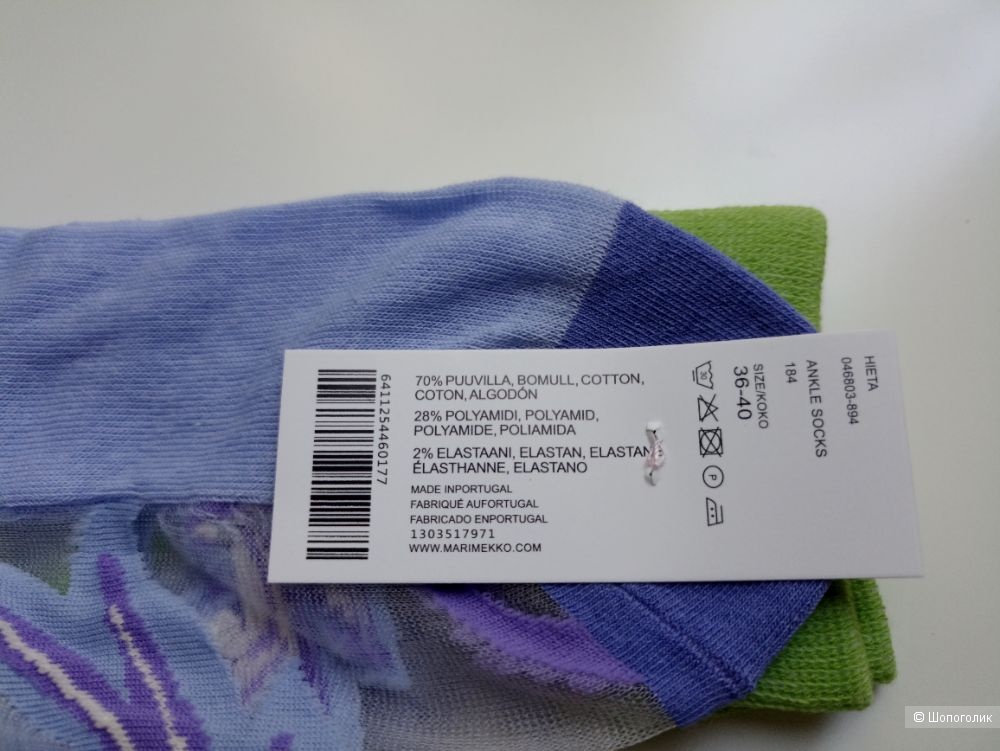 6411254460177
70% PUUVILLA, BOMULL, COTTON,
COTON, ALGODÓN
28% POLYAMIDI, POLYAMID,
POLYAMIDE, POLIAMIDA
2% ELASTAANI, ELASTAN, ELASTAN
ÉLASTHANNE, ELASTANO
MADE INPORTUGAL
FABRIQUÉ AUFORTUGAL
FABRICADO ENPORTUGAL
1303517971
WWW.MARIMEKKO.COM
HIETA
046803-894
ANKLE SOCKS
184
SIZE/KOKO
36-40
30
P
© Шопоголик